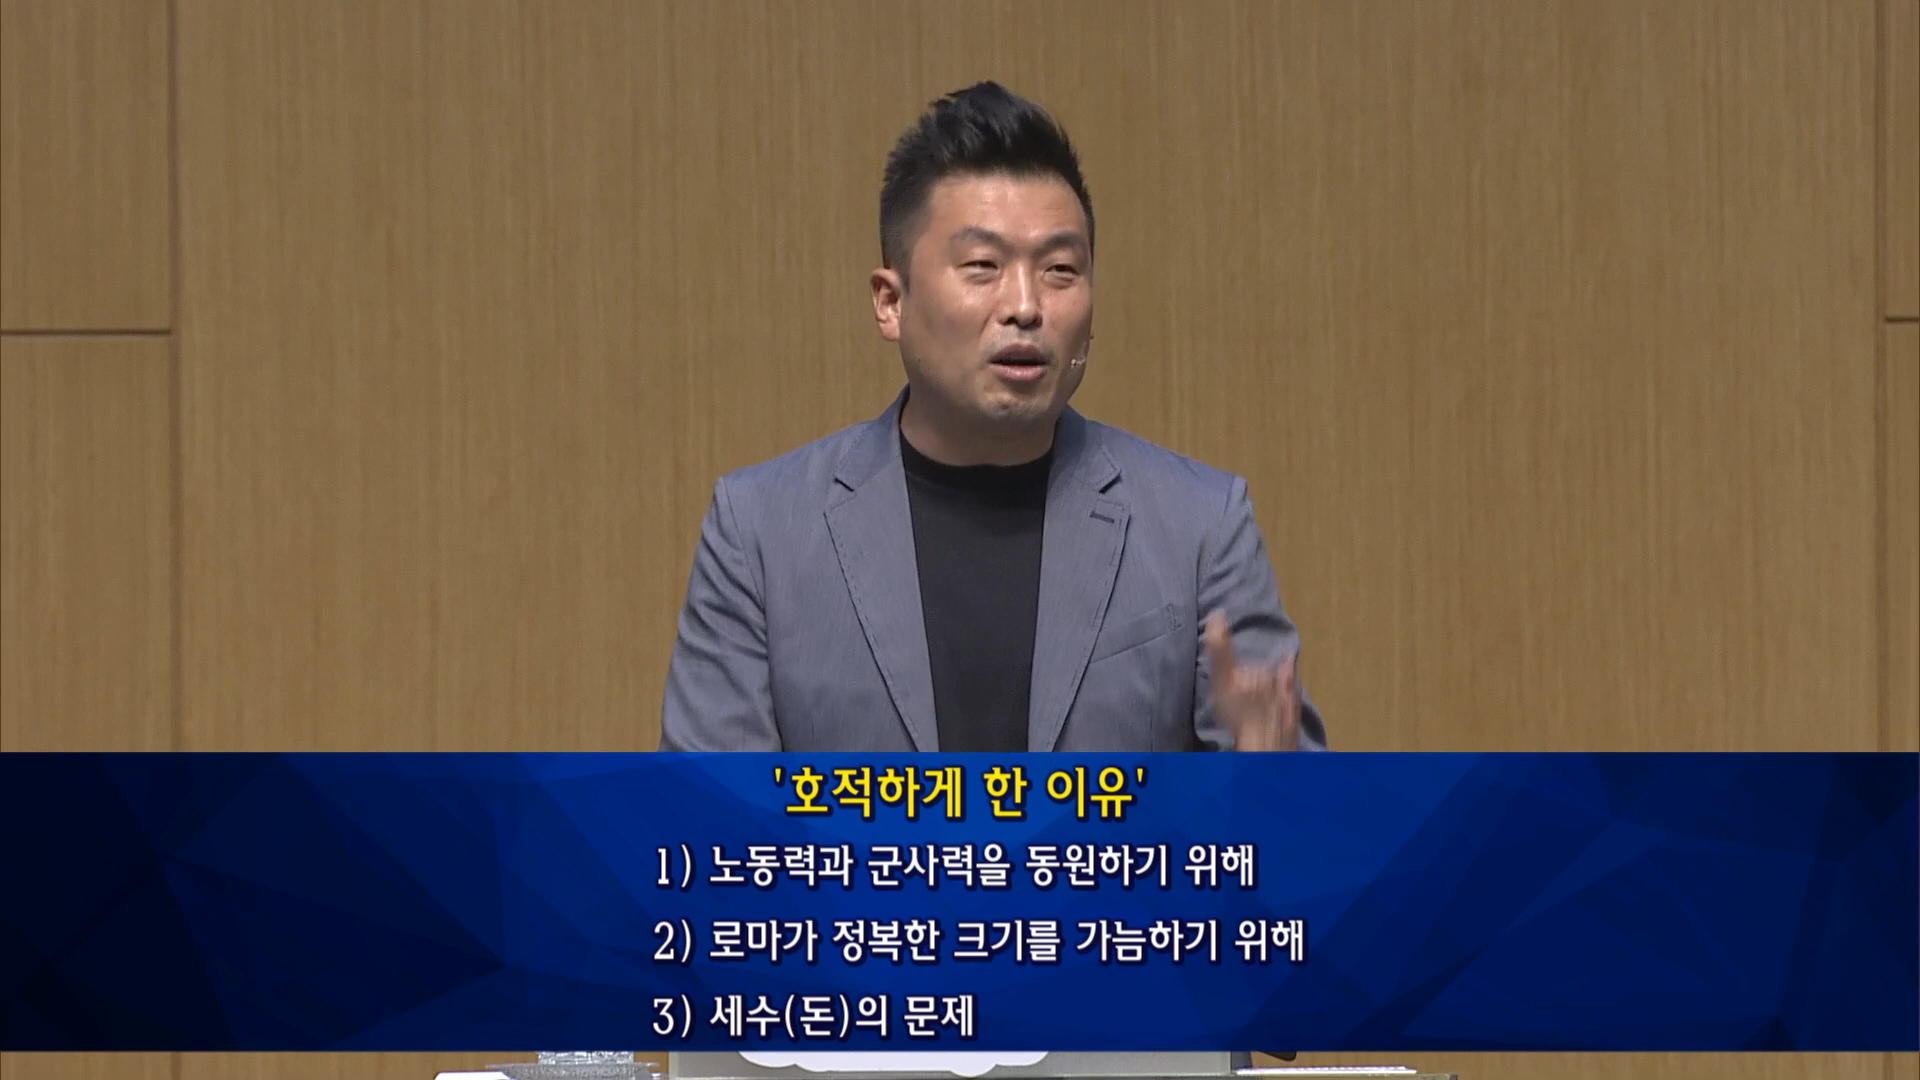 '호적하게 한 이유'
1) 노동력과 군사력을 동원하기 위해
2) 로마가 정복한 크기를 가늠하기 위해
3) 세수(돈)의 문제